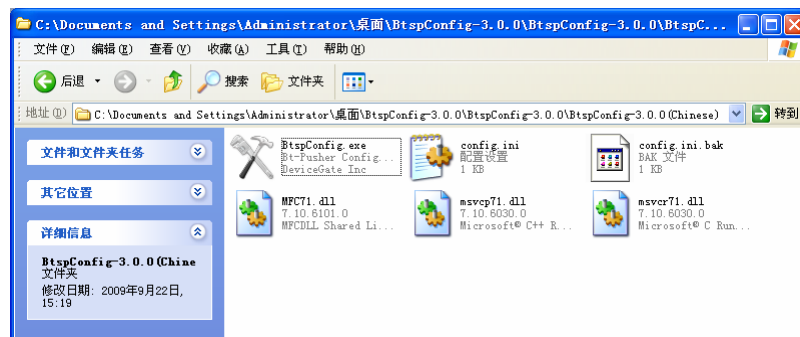 C:\Documents and Settings\Administrator\桌面\BtspConfig-3.0.0\BtspConfig-3.0.0\BtspC...
文件(F) 编辑(E) 查看(V) 收藏(A) 工具(T) 帮助(H)
后退 搜索 文件夹
地址(D) C:\Documents and Settings\Administrator\桌面\BtspConfig-3.0.0\BtspConfig-3.0.0\BtspConfig-3.0.0(Chinese) 转到
文件和文件夹任务
其它位置
详细信息
BtspConfig-3.0.0(Chine
文件夹
修改日期: 2009年9月22日,
15:19
BtspConfig.exe
Bt-Pusher Config...
DeviceGate Inc
config.ini
配置设置
1 KB
config.ini.bak
BAK 文件
1 KB
MFC71.dll
7.10.6101.0
MFCDLL Shared Li...
msvcp71.dll
7.10.6030.0
Microsoft® C++ R...
msvcr71.dll
7.10.6030.0
Microsoft® C Run...